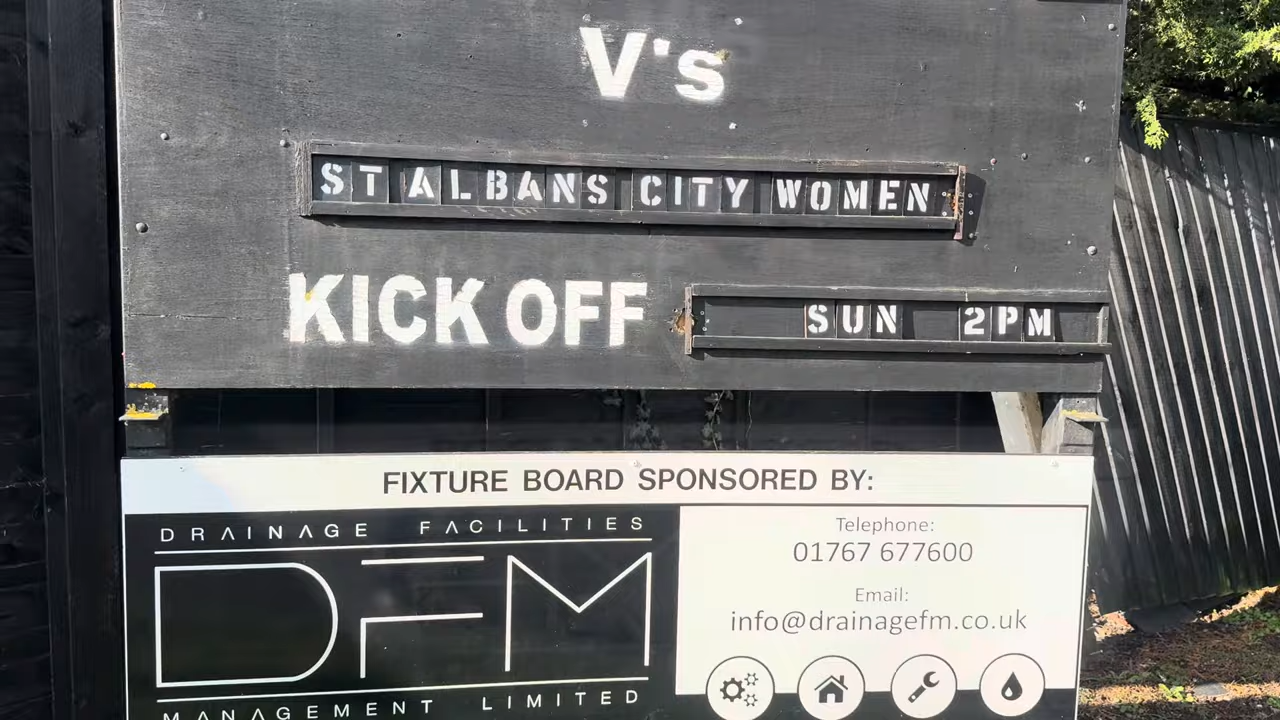 V's
ST ALBANS CITY WOMEN
KICK OFF SUN 2PM
FIXTURE BOARD SPONSORED BY:
DRAINAGE FACILITIES
DFM
MANAGEMENT LIMITED
Telephone:
01767 677600
Email:
info@drainagefm.co.uk